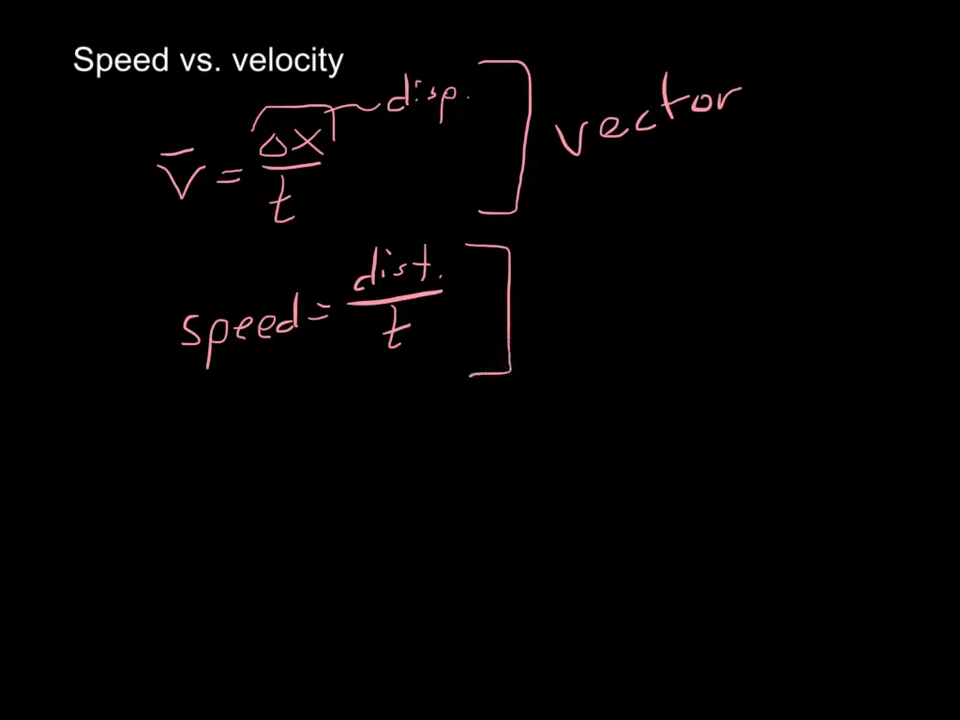 Speed vs. velocity
disp.
v̄ = Δx / t
vector
speed = dist. / t